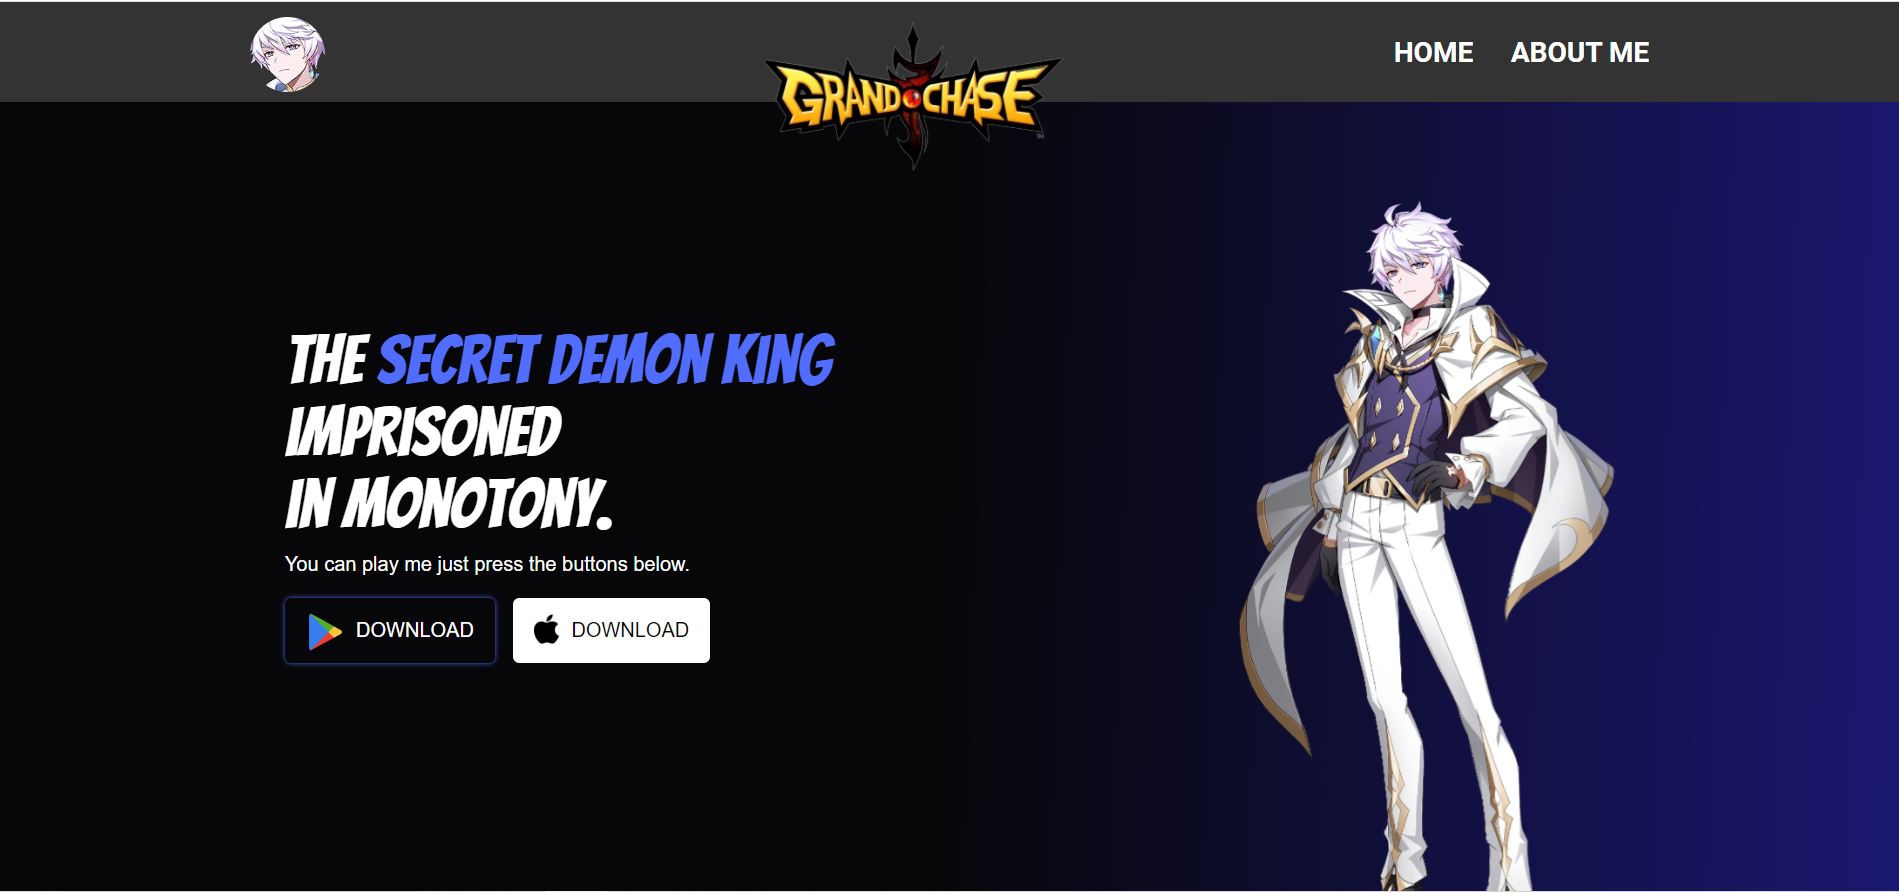 GRAND CHASE
TM
HOME ABOUT ME
THE SECRET DEMON KING
IMPRISONED
IN MONOTONY.
You can play me just press the buttons below.
DOWNLOAD DOWNLOAD